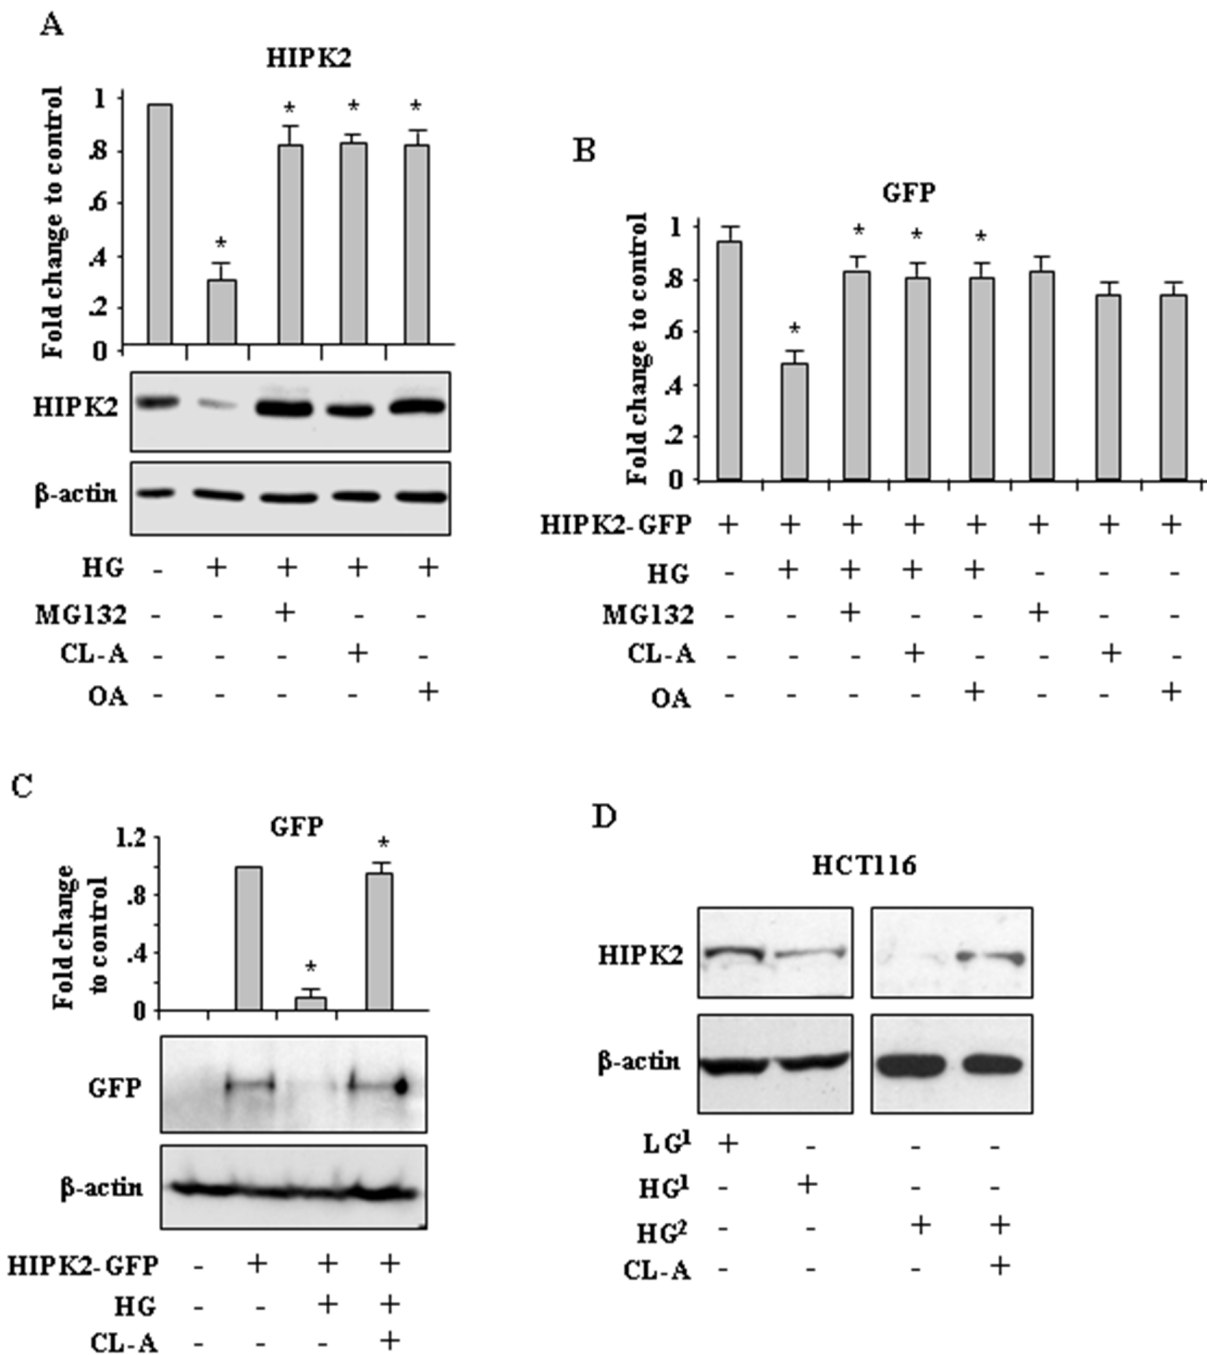 A
HIPK2
Fold change to control
1
.8
.6
.4
.2
0
* * * *
HIPK2
β-actin
HG - + + + +
MG132 - - + - -
CL-A - - - + -
OA - - - - +
B
GFP
Fold change to control
1
.8
.6
.4
.2
0
* * * *
HIPK2-GFP + + + + + + + +
HG - + + + + - - -
MG132 - - + - - + - -
CL-A - - - + - - + -
OA - - - - + - - +
C
GFP
Fold change
to control
1.2
.8
.4
0
* *
GFP
β-actin
HIPK2-GFP - + + +
HG - - + +
CL-A - - - +
D
HCT116
HIPK2
β-actin
LG¹ + - - -
HG¹ - + - -
HG² - - + +
CL-A - - - +